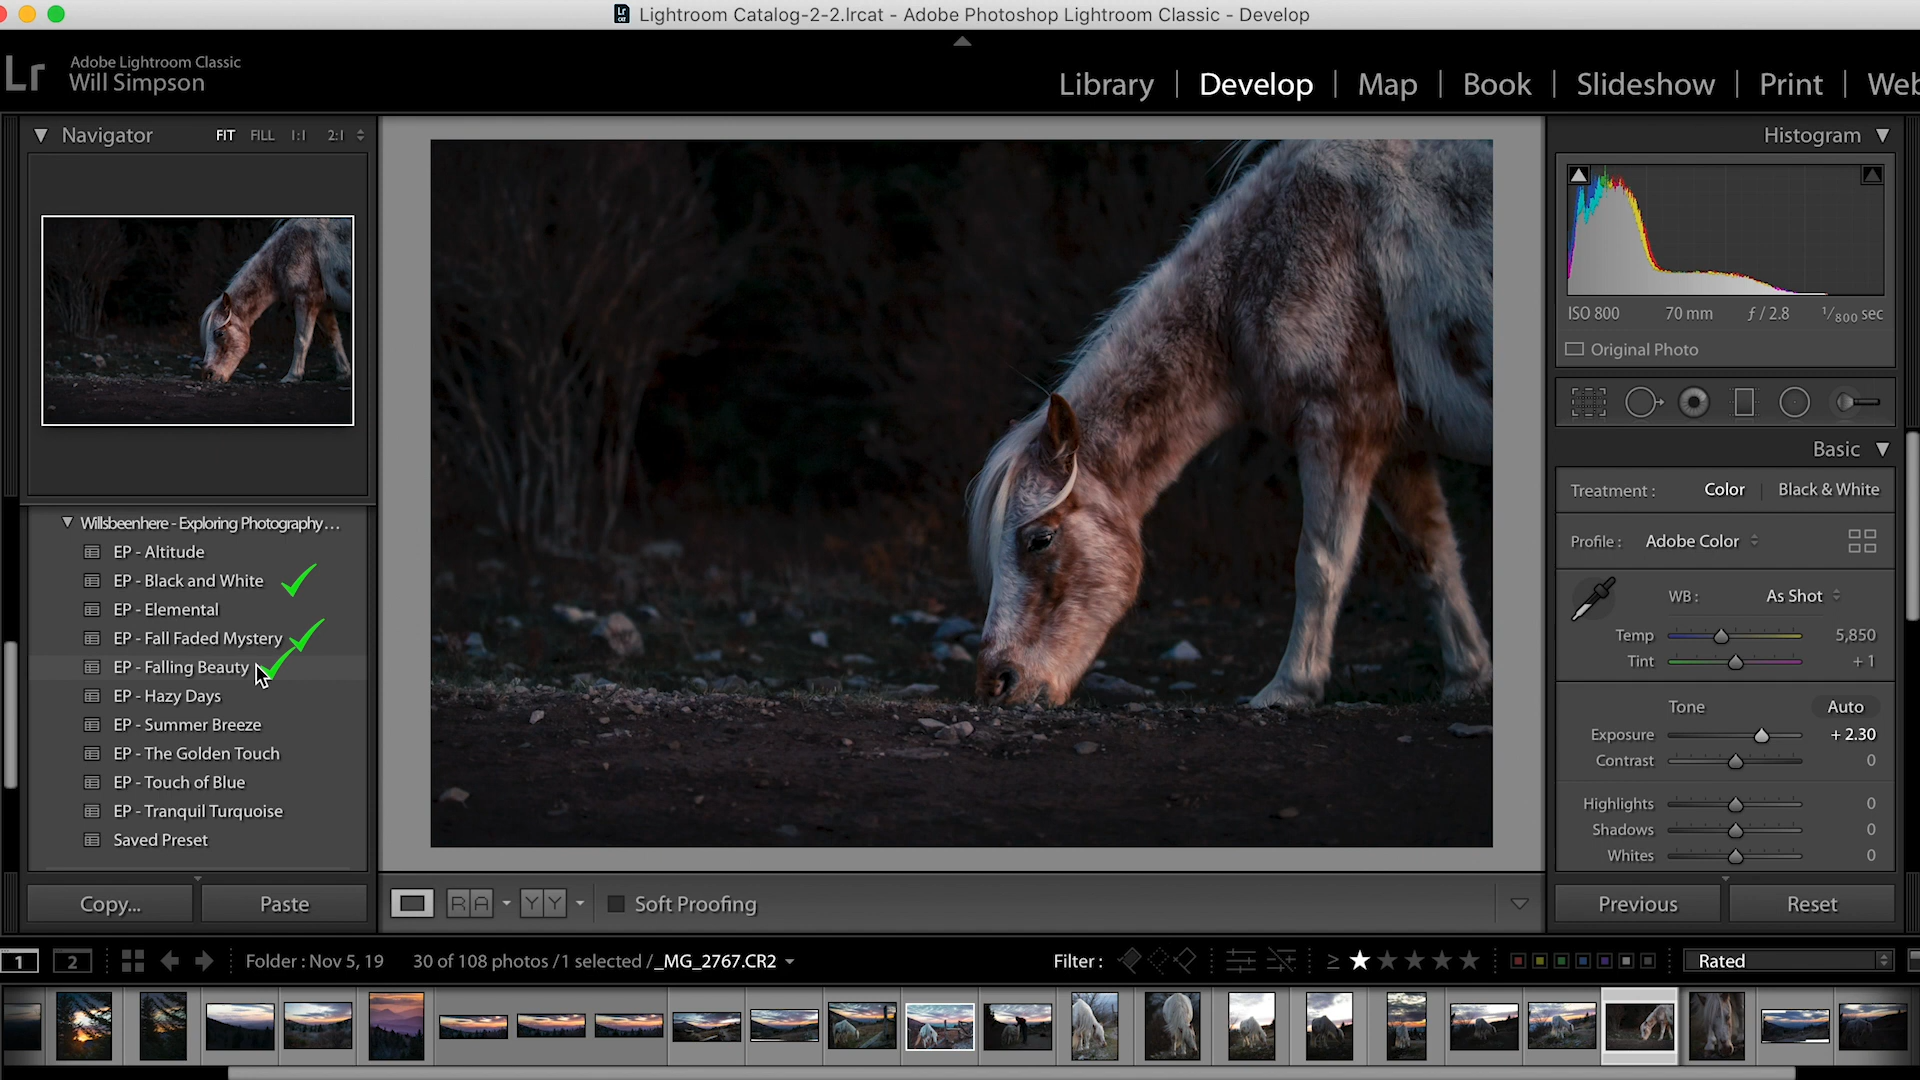 Lightroom Catalog-2-2.lrcat - Adobe Photoshop Lightroom Classic - Develop
Lr
Adobe Lightroom Classic
Will Simpson
Library | Develop | Map | Book | Slideshow | Print | Web
Navigator FIT FILL 1:1 2:1
Willsbeenhere - Exploring Photography...
EP - Altitude
EP - Black and White
EP - Elemental
EP - Fall Faded Mystery
EP - Falling Beauty
EP - Hazy Days
EP - Summer Breeze
EP - The Golden Touch
EP - Touch of Blue
EP - Tranquil Turquoise
Saved Preset
Copy... Paste
R A Y Y Soft Proofing
Histogram
ISO 800 70 mm ƒ / 2.8 1/800 sec
Original Photo
Basic
Treatment : Color Black & White
Profile : Adobe Color
WB : As Shot
Temp 5,850
Tint + 1
Tone Auto
Exposure + 2.30
Contrast 0
Highlights 0
Shadows 0
Whites 0
Previous Reset
1 2 Folder : Nov 5, 19 30 of 108 photos / 1 selected / _MG_2767.CR2 Filter : ≥ Rated